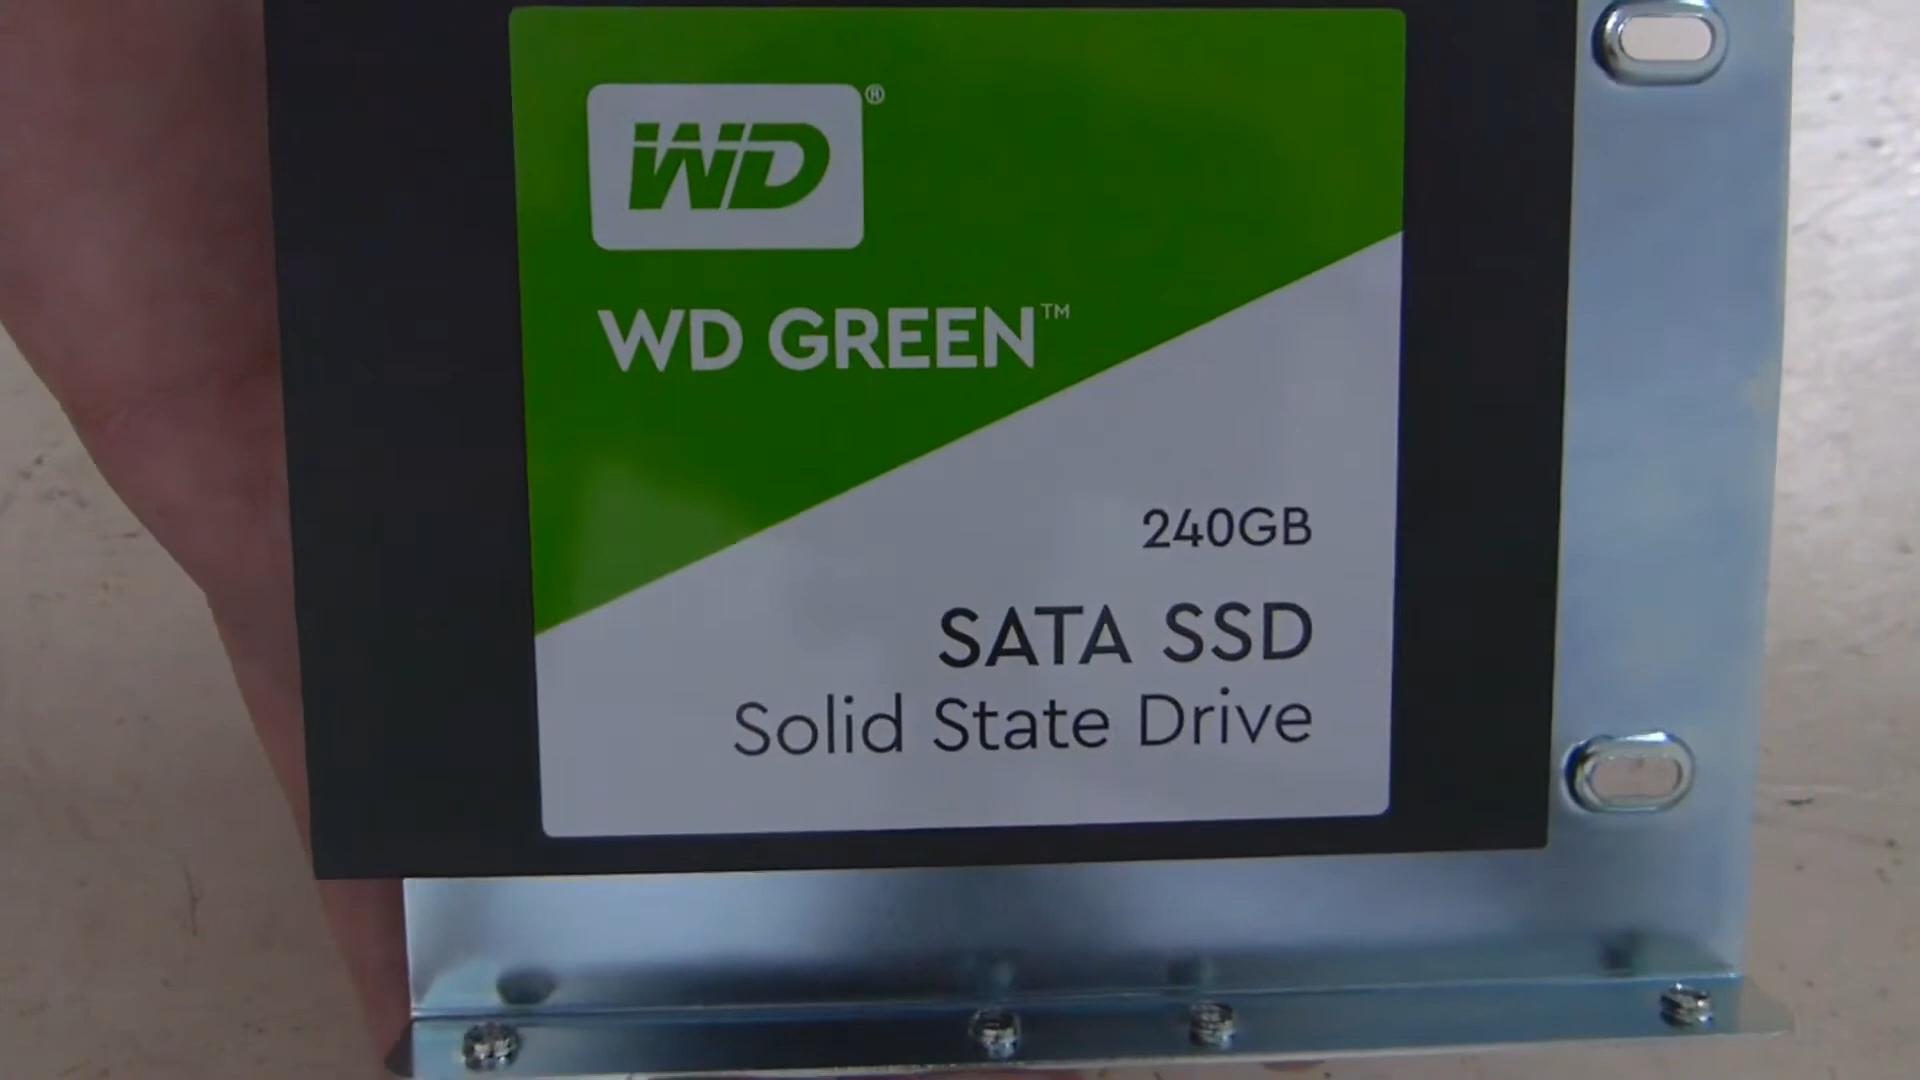 WD®
WD GREEN™
240GB
SATA SSD
Solid State Drive